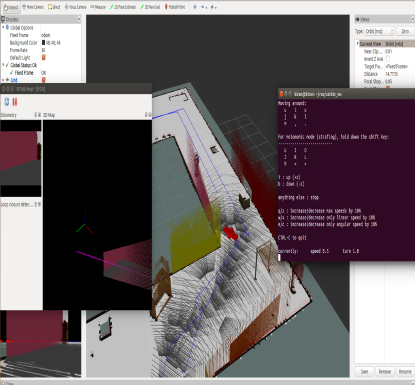 Interact
Move Camera
Select
Focus Camera
Measure
2D Pose Estimate
2D Nav Goal
Publish Point
Displays
Global Options
Fixed Frame odom
Background Color 48; 48; 48
Frame Rate 30
Default Light
Global Status: Ok
Fixed Frame OK
Grid
Odometry
3D Map
Loop closure detec...
Views
Type: Orbit (rviz)
Zero
Current View Orbit (rviz)
Near Clip ... 0.01
Invert Z Axis
Target Fra... <Fixed Frame>
Distance
Focal Shap...
Moving around:
u i o
j k l
m , .
For Holonomic mode (strafing), hold down the shift key:
---------------------------
U I O
J K L
M < >
t : up (+z)
b : down (-z)
anything else : stop
q/z : increase/decrease max speeds by 10%
w/x : increase/decrease only linear speed by 10%
e/c : increase/decrease only angular speed by 10%
CTRL-C to quit
currently: speed 0.5 turn 1.0
Save
Remove
Rename